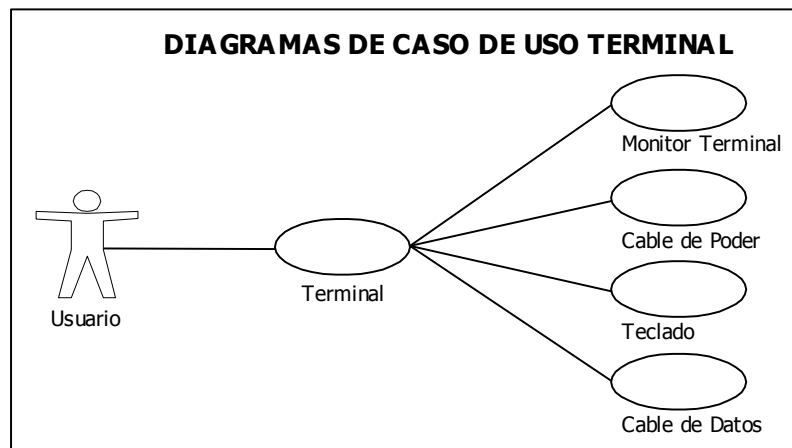 DIAGRAMAS DE CASO DE USO TERMINAL
Monitor Terminal
Cable de Poder
Terminal
Usuario
Teclado
Cable de Datos